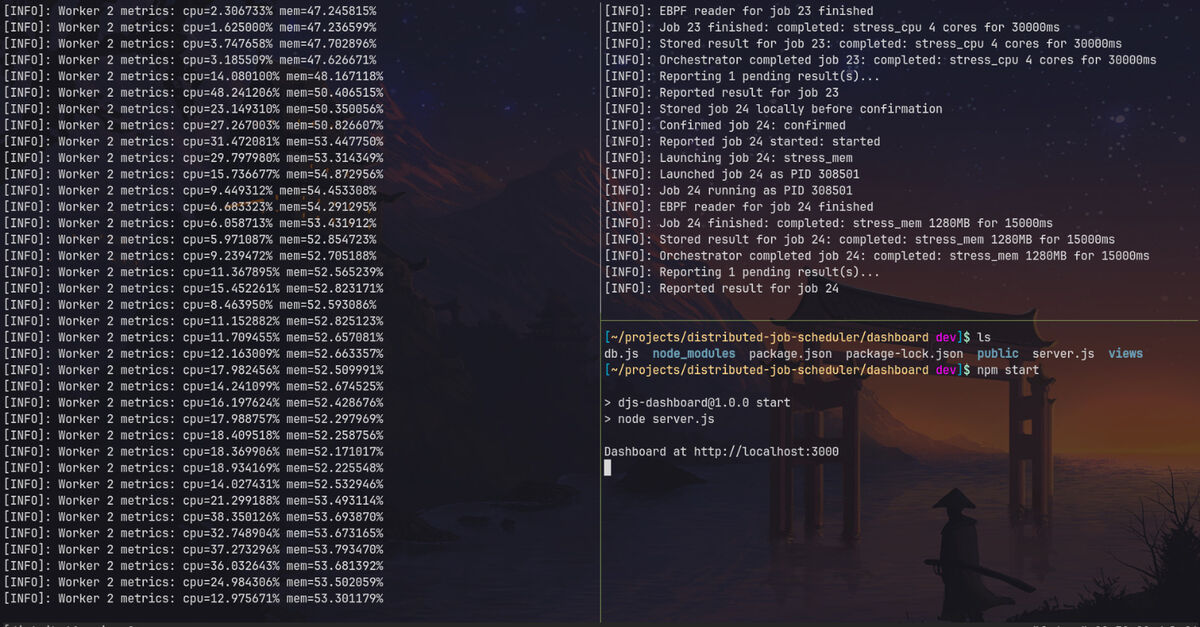 [INFO]: Worker 2 metrics: cpu=2.306733% mem=47.245815%
[INFO]: Worker 2 metrics: cpu=1.625000% mem=47.236599%
[INFO]: Worker 2 metrics: cpu=3.747658% mem=47.702896%
[INFO]: Worker 2 metrics: cpu=3.185509% mem=47.626671%
[INFO]: Worker 2 metrics: cpu=14.080100% mem=48.167118%
[INFO]: Worker 2 metrics: cpu=48.241206% mem=50.406515%
[INFO]: Worker 2 metrics: cpu=23.149310% mem=50.350056%
[INFO]: Worker 2 metrics: cpu=27.267003% mem=50.826607%
[INFO]: Worker 2 metrics: cpu=31.472081% mem=53.447750%
[INFO]: Worker 2 metrics: cpu=29.797980% mem=53.314349%
[INFO]: Worker 2 metrics: cpu=15.736677% mem=54.872956%
[INFO]: Worker 2 metrics: cpu=9.449312% mem=54.453308%
[INFO]: Worker 2 metrics: cpu=6.683323% mem=54.291295%
[INFO]: Worker 2 metrics: cpu=6.058713% mem=53.431912%
[INFO]: Worker 2 metrics: cpu=5.971087% mem=52.854723%
[INFO]: Worker 2 metrics: cpu=9.239472% mem=52.705188%
[INFO]: Worker 2 metrics: cpu=11.367895% mem=52.565239%
[INFO]: Worker 2 metrics: cpu=15.452261% mem=52.823171%
[INFO]: Worker 2 metrics: cpu=8.463950% mem=52.593086%
[INFO]: Worker 2 metrics: cpu=11.152882% mem=52.825123%
[INFO]: Worker 2 metrics: cpu=11.709455% mem=52.657081%
[INFO]: Worker 2 metrics: cpu=12.163009% mem=52.663357%
[INFO]: Worker 2 metrics: cpu=17.982456% mem=52.509991%
[INFO]: Worker 2 metrics: cpu=14.241099% mem=52.674525%
[INFO]: Worker 2 metrics: cpu=16.197624% mem=52.428676%
[INFO]: Worker 2 metrics: cpu=17.988757% mem=52.297969%
[INFO]: Worker 2 metrics: cpu=18.409518% mem=52.258756%
[INFO]: Worker 2 metrics: cpu=18.369906% mem=52.171017%
[INFO]: Worker 2 metrics: cpu=18.934169% mem=52.225548%
[INFO]: Worker 2 metrics: cpu=14.027431% mem=52.532946%
[INFO]: Worker 2 metrics: cpu=21.299188% mem=53.493114%
[INFO]: Worker 2 metrics: cpu=38.350126% mem=53.693870%
[INFO]: Worker 2 metrics: cpu=32.748904% mem=53.673165%
[INFO]: Worker 2 metrics: cpu=37.273296% mem=53.793470%
[INFO]: Worker 2 metrics: cpu=36.032643% mem=53.681392%
[INFO]: Worker 2 metrics: cpu=24.984306% mem=53.502059%
[INFO]: Worker 2 metrics: cpu=12.975671% mem=53.301179%
[INFO]: EBPF reader for job 23 finished
[INFO]: Job 23 finished: completed: stress_cpu 4 cores for 30000ms
[INFO]: Stored result for job 23: completed: stress_cpu 4 cores for 30000ms
[INFO]: Orchestrator completed job 23: completed: stress_cpu 4 cores for 30000ms
[INFO]: Reporting 1 pending result(s)...
[INFO]: Reported result for job 23
[INFO]: Stored job 24 locally before confirmation
[INFO]: Confirmed job 24: confirmed
[INFO]: Reported job 24 started: started
[INFO]: Launching job 24: stress_mem
[INFO]: Launched job 24 as PID 308501
[INFO]: Job 24 running as PID 308501
[INFO]: EBPF reader for job 24 finished
[INFO]: Job 24 finished: completed: stress_mem 1280MB for 15000ms
[INFO]: Stored result for job 24: completed: stress_mem 1280MB for 15000ms
[INFO]: Orchestrator completed job 24: completed: stress_mem 1280MB for 15000ms
[INFO]: Reporting 1 pending result(s)...
[INFO]: Reported result for job 24
[~/projects/distributed-job-scheduler/dashboard dev]$ ls
db.js node_modules package.json package-lock.json public server.js views
[~/projects/distributed-job-scheduler/dashboard dev]$ npm start
> djs-dashboard@1.0.0 start
> node server.js
Dashboard at http://localhost:3000